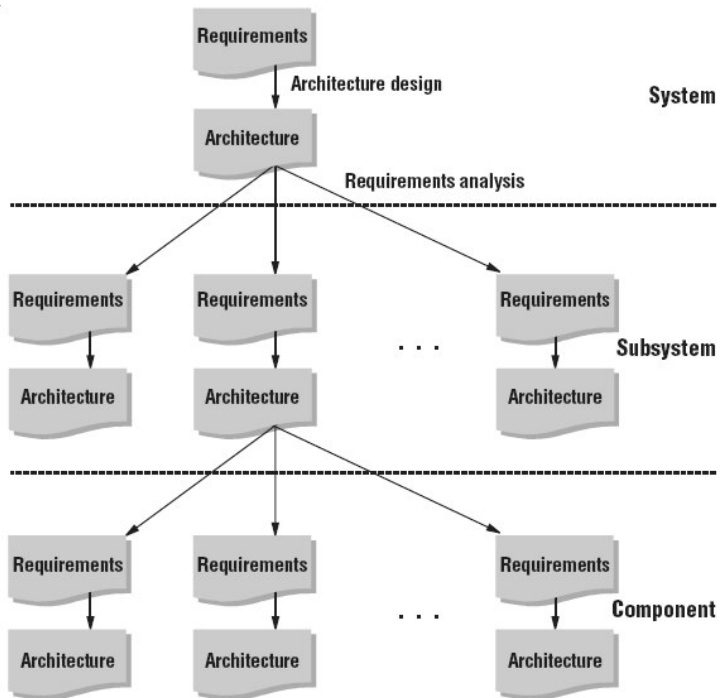 Requirements
Architecture design
System
Architecture
Requirements analysis
Requirements Requirements . . . Requirements
Subsystem
Architecture Architecture Architecture
Requirements Requirements . . . Requirements
Component
Architecture Architecture Architecture